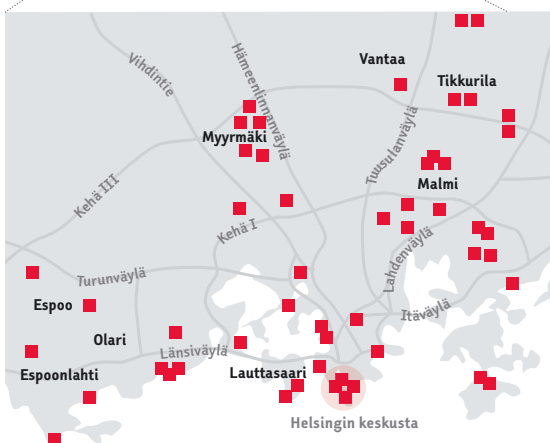 Vantaa
Vihdintie
Hämeenlinnanväylä
Tikkurila
Myyrmäki
Tuusulanväylä
Malmi
Kehä III
Kehä I
Lahdenväylä
Turunväylä
Espoo
Itäväylä
Olari
Länsiväylä
Espoonlahti
Lauttasaari
Helsingin keskusta